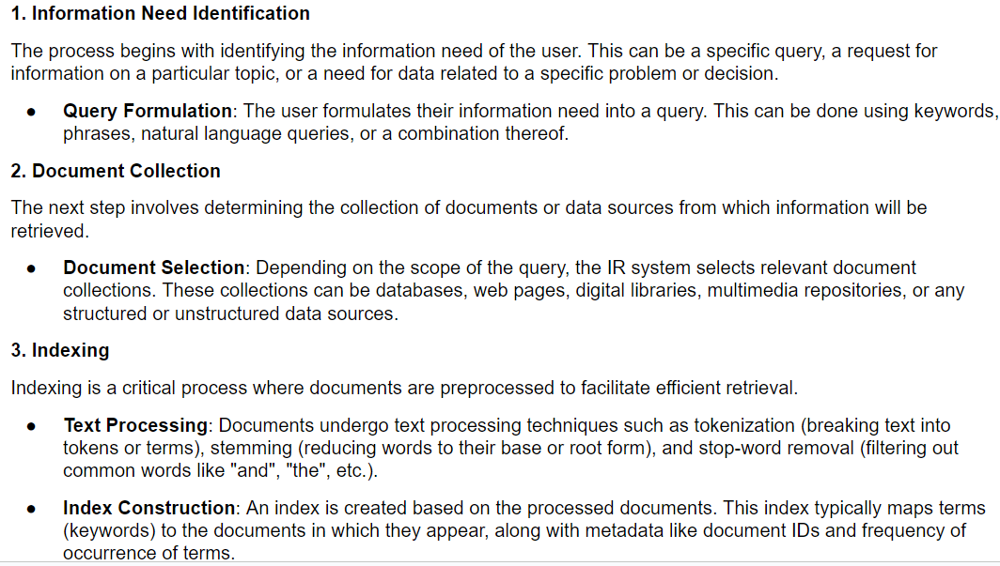 1. Information Need Identification
The process begins with identifying the information need of the user. This can be a specific query, a request for
information on a particular topic, or a need for data related to a specific problem or decision.
● Query Formulation: The user formulates their information need into a query. This can be done using keywords,
phrases, natural language queries, or a combination thereof.
2. Document Collection
The next step involves determining the collection of documents or data sources from which information will be
retrieved.
● Document Selection: Depending on the scope of the query, the IR system selects relevant document
collections. These collections can be databases, web pages, digital libraries, multimedia repositories, or any
structured or unstructured data sources.
3. Indexing
Indexing is a critical process where documents are preprocessed to facilitate efficient retrieval.
● Text Processing: Documents undergo text processing techniques such as tokenization (breaking text into
tokens or terms), stemming (reducing words to their base or root form), and stop-word removal (filtering out
common words like "and", "the", etc.).
● Index Construction: An index is created based on the processed documents. This index typically maps terms
(keywords) to the documents in which they appear, along with metadata like document IDs and frequency of
occurrence of terms.